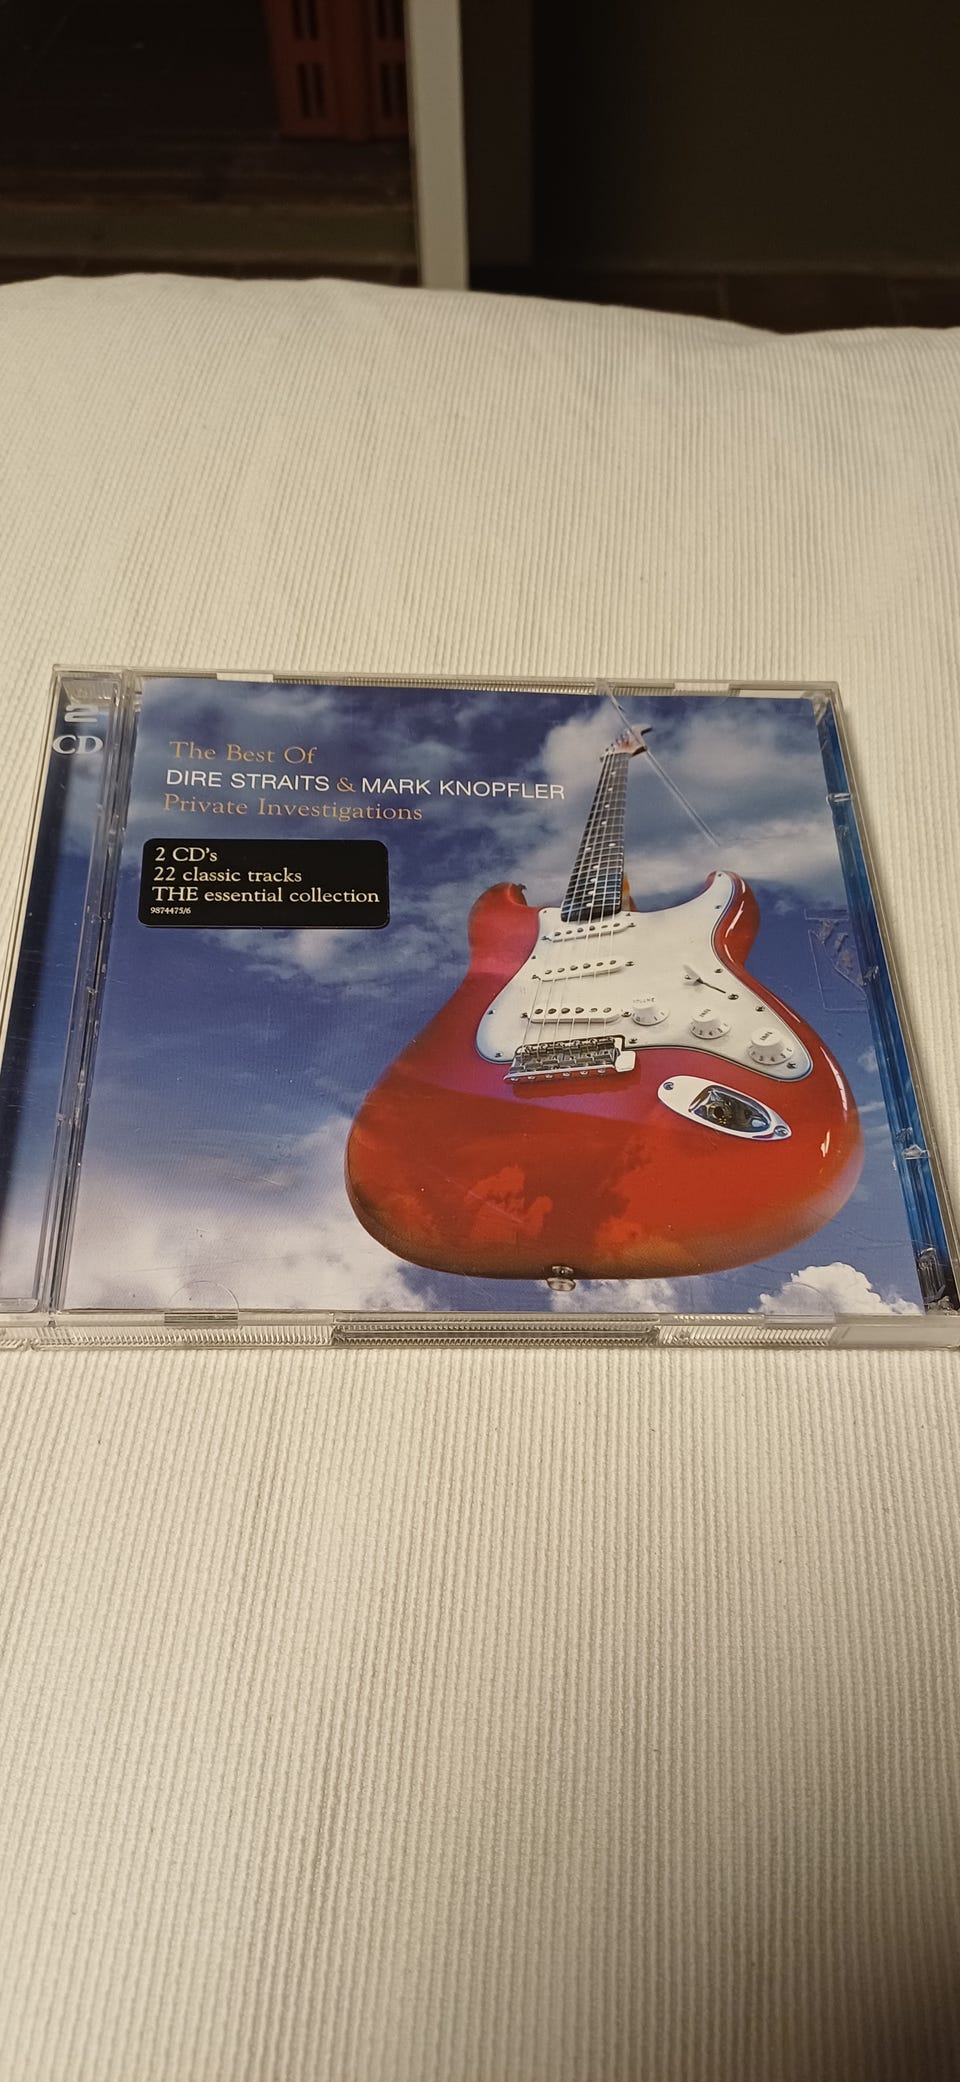 2
CD
The Best Of
DIRE STRAITS & MARK KNOPFLER
Private Investigations
2 CD's
22 classic tracks
THE essential collection
9874475/6